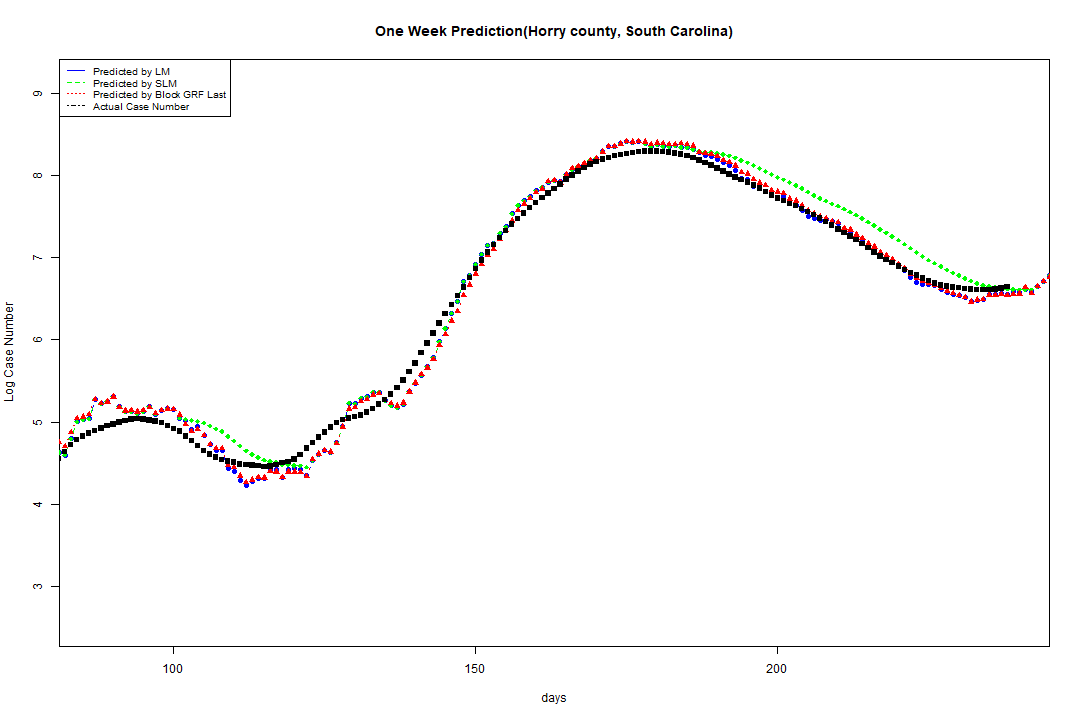 One Week Prediction(Horry county, South Carolina)
Predicted by LM
Predicted by SLM
Predicted by Block GRF Last
Actual Case Number
9
8
7
6
5
4
3
Log Case Number
100 150 200
days